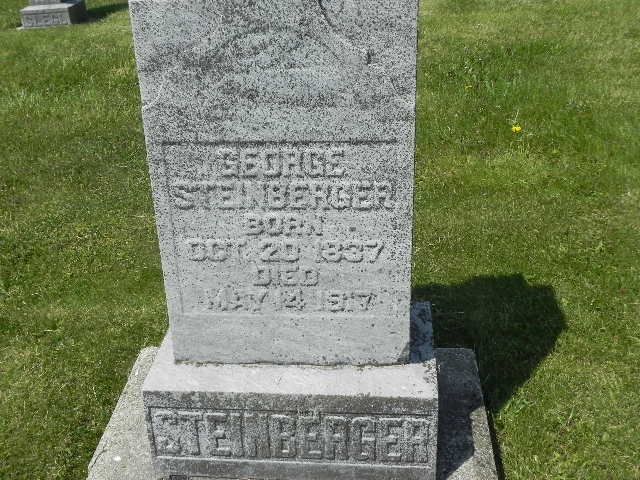 GEORGE
STEINBERGER
BORN
OCT. 20 1837
DIED
MAY 14 1917
STEINBERGER